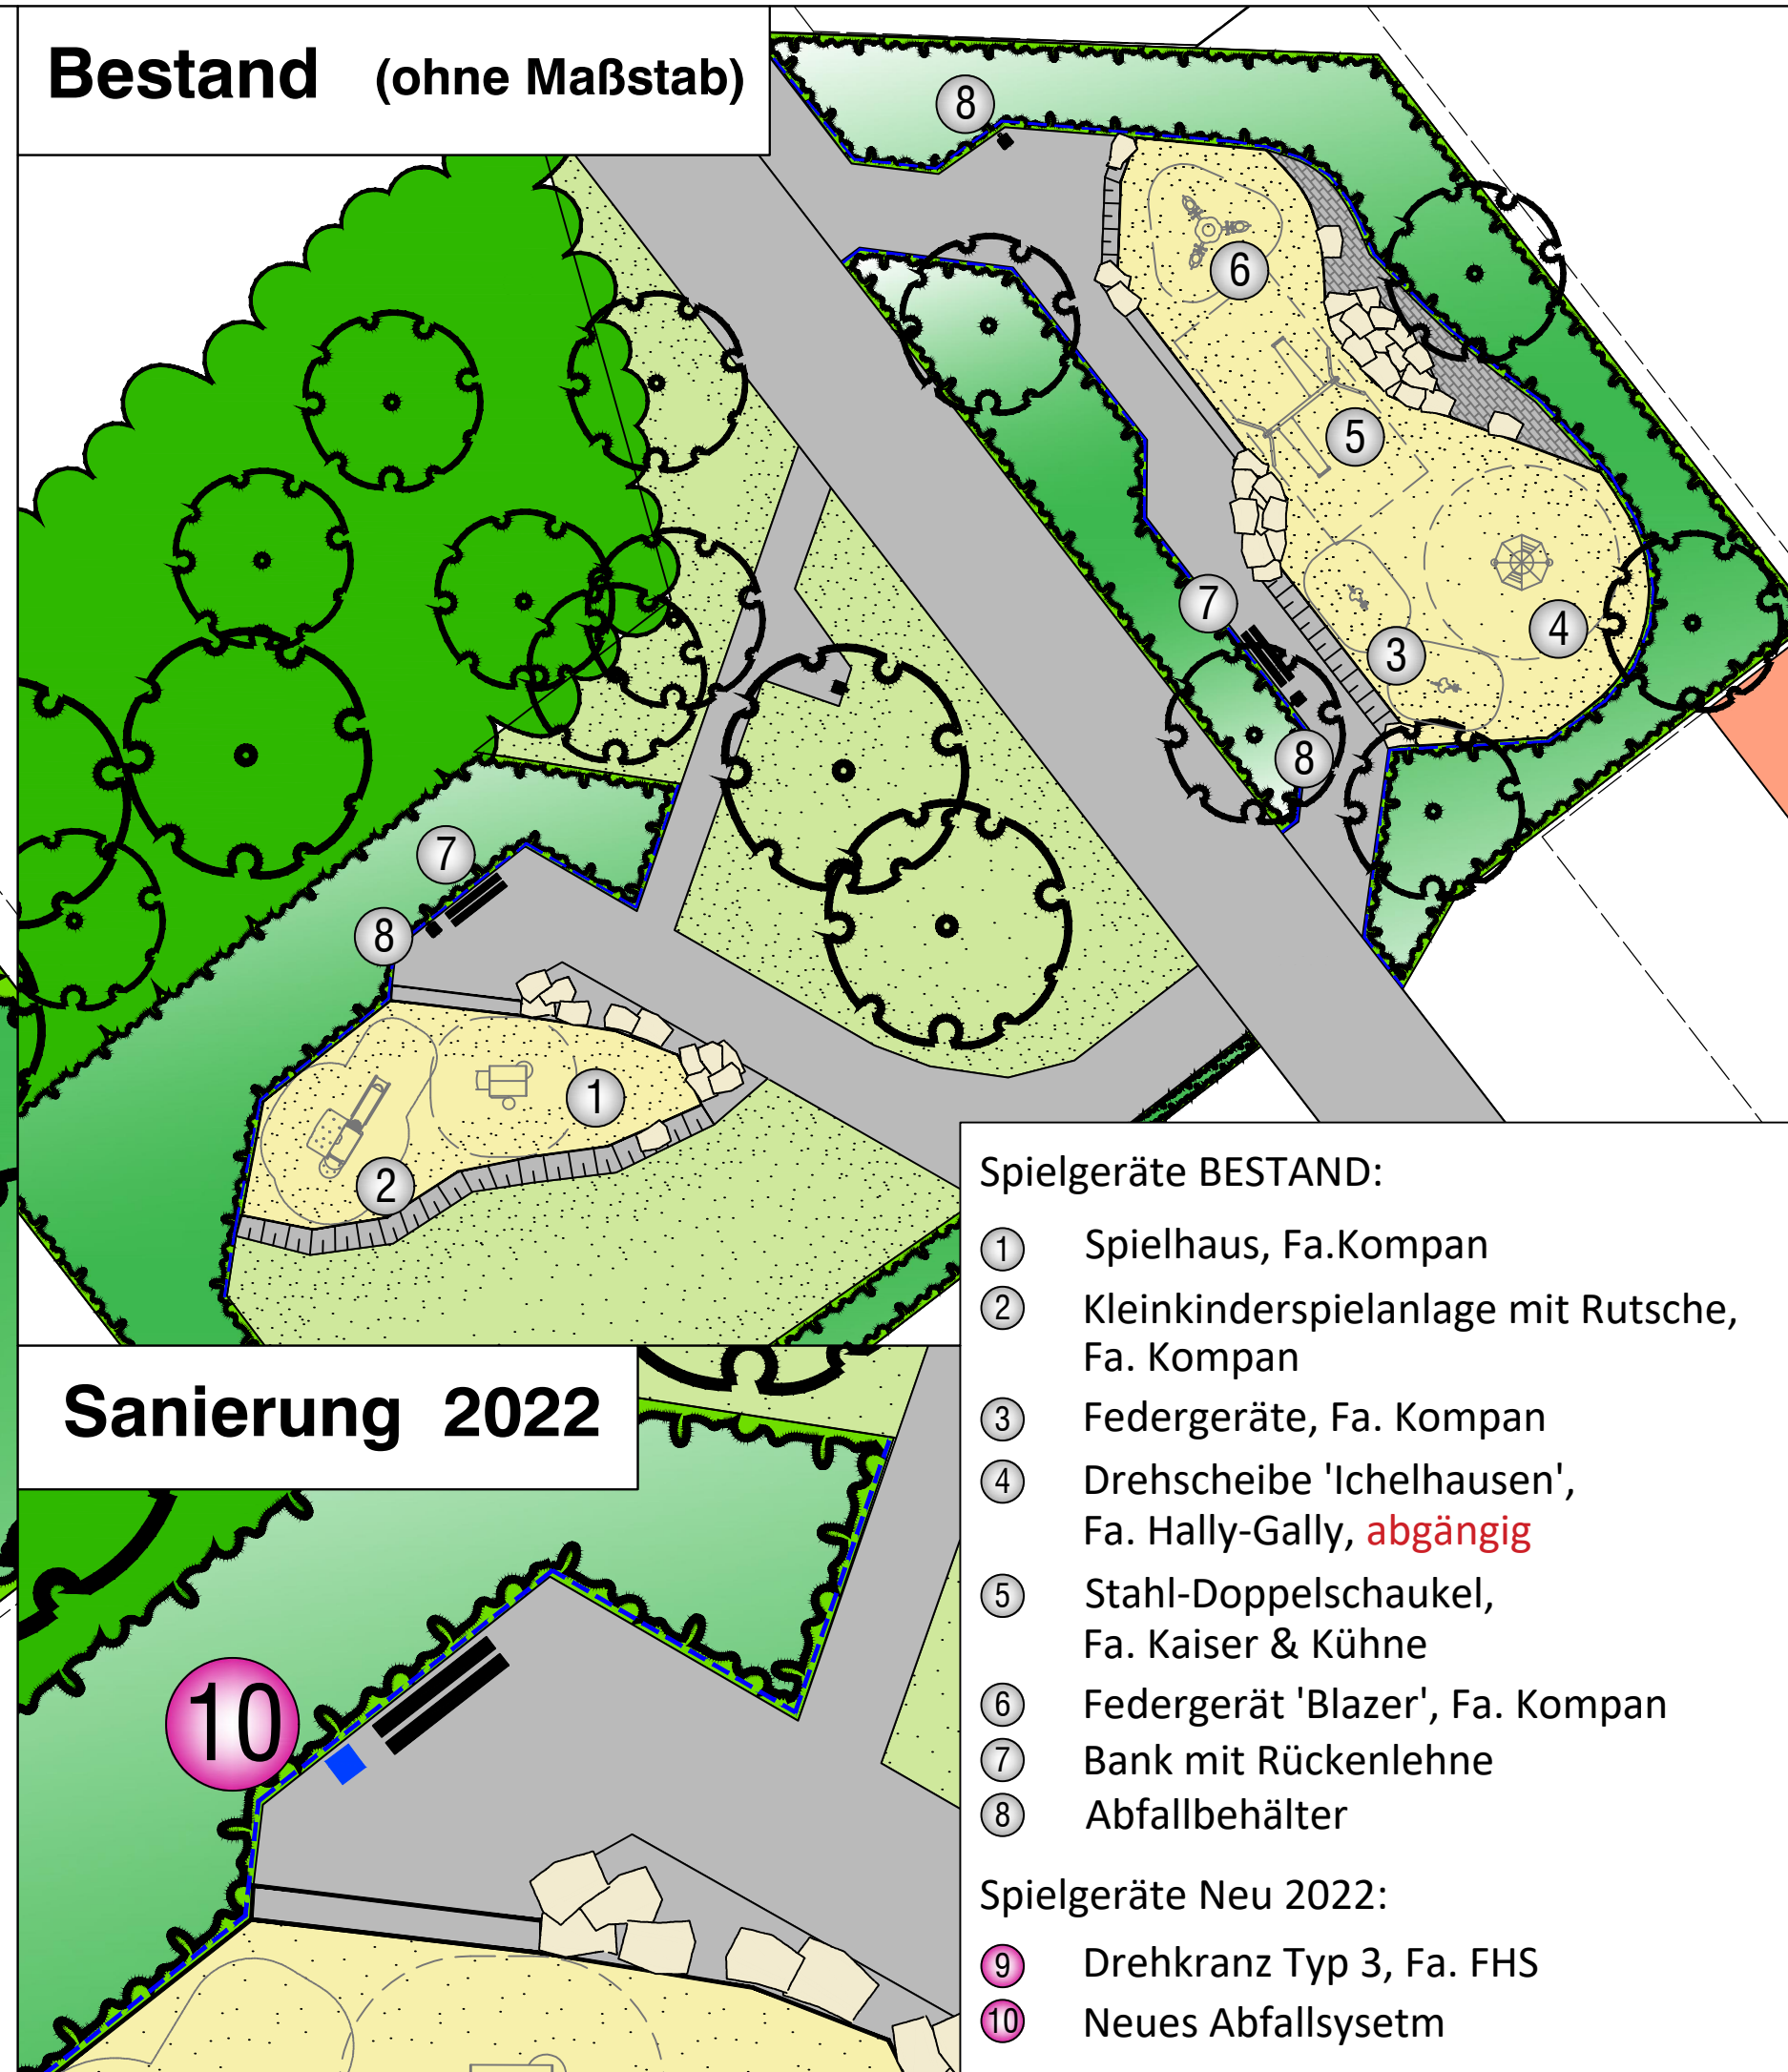 Bestand (ohne Maßstab)
8
6
5
7
4
3
8
7
8
1
2
Spielgeräte BESTAND:
1 Spielhaus, Fa.Kompan
2 Kleinkinderspielanlage mit Rutsche,
Fa. Kompan
3 Federgeräte, Fa. Kompan
4 Drehscheibe 'Ichelhausen',
Fa. Hally-Gally, abgängig
5 Stahl-Doppelschaukel,
Fa. Kaiser & Kühne
6 Federgerät 'Blazer', Fa. Kompan
7 Bank mit Rückenlehne
8 Abfallbehälter
Spielgeräte Neu 2022:
9 Drehkranz Typ 3, Fa. FHS
10 Neues Abfallsysetm
Sanierung 2022
10